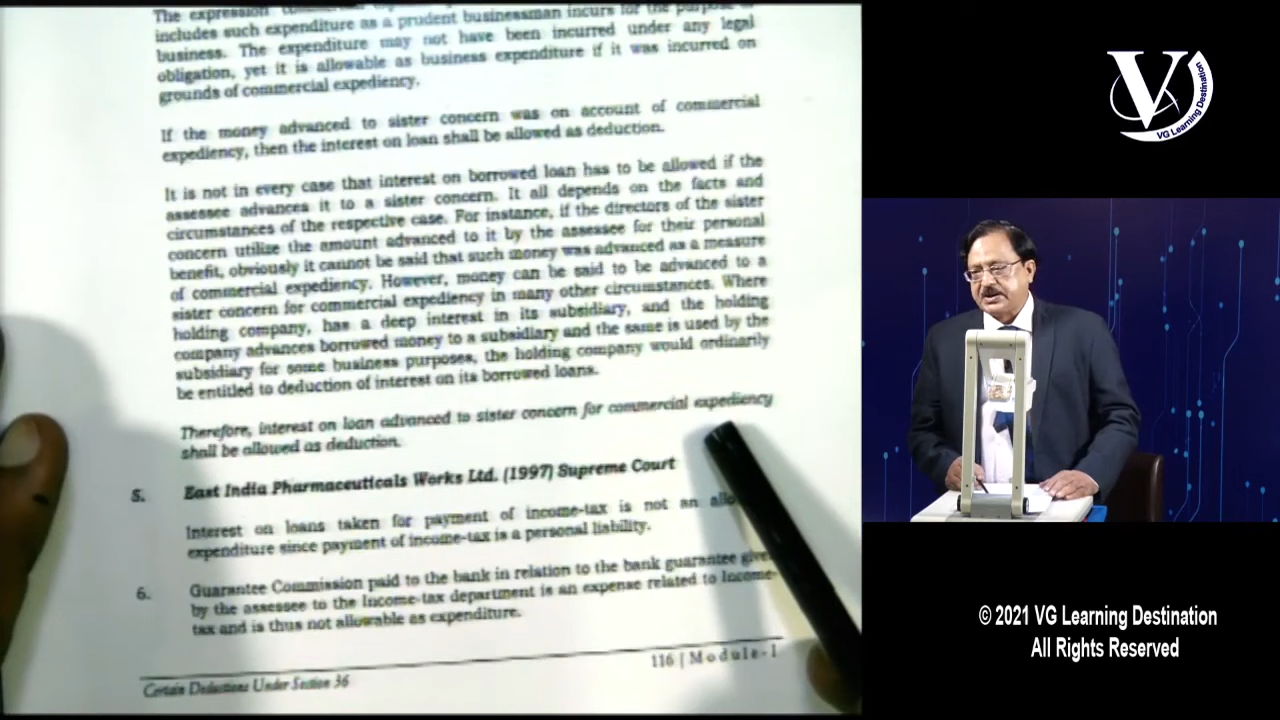 The expression
includes such expenditure as a prudent businessman incurs for the purpose
business. The expenditure may not have been incurred under any legal
obligation, yet it is allowable as business expenditure if it was incurred on
grounds of commercial expediency.
If the money advanced to sister concern was on account of commercial
expediency, then the interest on loan shall be allowed as deduction.
It is not in every case that interest on borrowed loan has to be allowed if the
assessee advances it to a sister concern. It all depends on the facts and
circumstances of the respective case. For instance, if the directors of the sister
concern utilize the amount advanced to it by the assessee for their personal
benefit, obviously it cannot be said that such money was advanced as a measure
of commercial expediency. However, money can be said to be advanced to a
sister concern for commercial expediency in many other circumstances. Where
holding company, has a deep interest in its subsidiary, and the holding
company advances borrowed money to a subsidiary and the same is used by the
subsidiary for some business purposes, the holding company would ordinarily
be entitled to deduction of interest on its borrowed loans.
Therefore, interest on loan advanced to sister concern for commercial expediency
shall be allowed as deduction.
5. East India Pharmaceuticals Works Ltd. (1997) Supreme Court
Interest on loans taken for payment of income-tax is not an
expenditure since payment of income-tax is a personal liability.
6. Guarantee Commission paid to the bank in relation to the bank guarantee
by the assessee to the Income-tax department is an expense related to Income-
tax and is thus not allowable as expenditure.
116 | Module-1
Certain Deductions Under Section 36
V
VG Learning Destination
© 2021 VG Learning Destination
All Rights Reserved